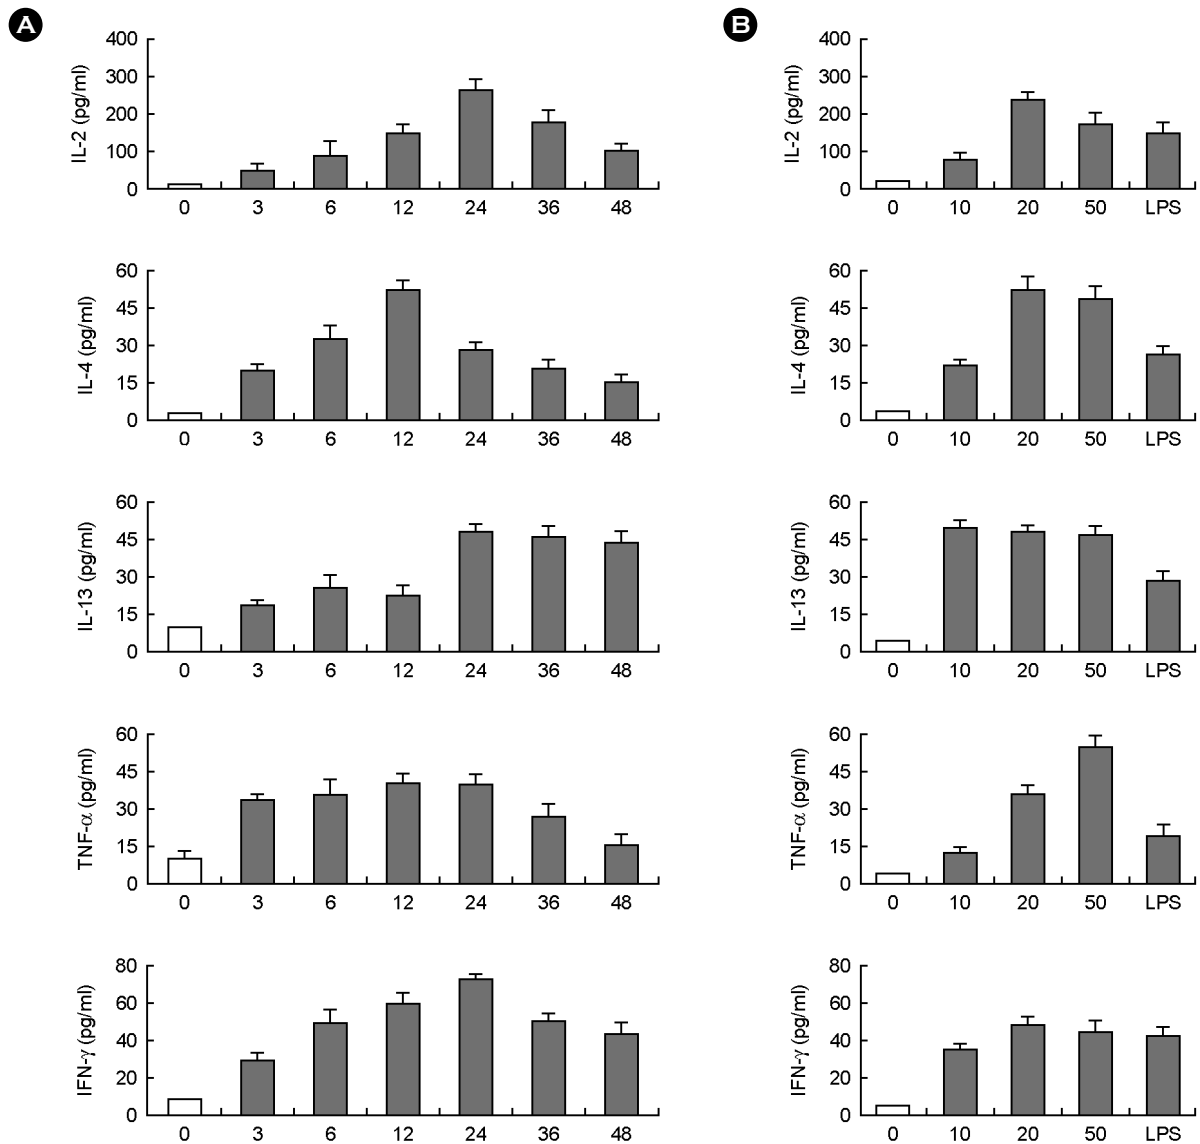 A
B
IL-2 (pg/ml)
400
300
200
100
0
0 3 6 12 24 36 48
IL-2 (pg/ml)
400
300
200
100
0
0 10 20 50 LPS
IL-4 (pg/ml)
60
45
30
15
0
0 3 6 12 24 36 48
IL-4 (pg/ml)
60
45
30
15
0
0 10 20 50 LPS
IL-13 (pg/ml)
60
45
30
15
0
0 3 6 12 24 36 48
IL-13 (pg/ml)
60
45
30
15
0
0 10 20 50 LPS
TNF-α (pg/ml)
60
45
30
15
0
0 3 6 12 24 36 48
TNF-α (pg/ml)
60
45
30
15
0
0 10 20 50 LPS
IFN-γ (pg/ml)
80
60
40
20
0
0 3 6 12 24 36 48
IFN-γ (pg/ml)
80
60
40
20
0
0 10 20 50 LPS